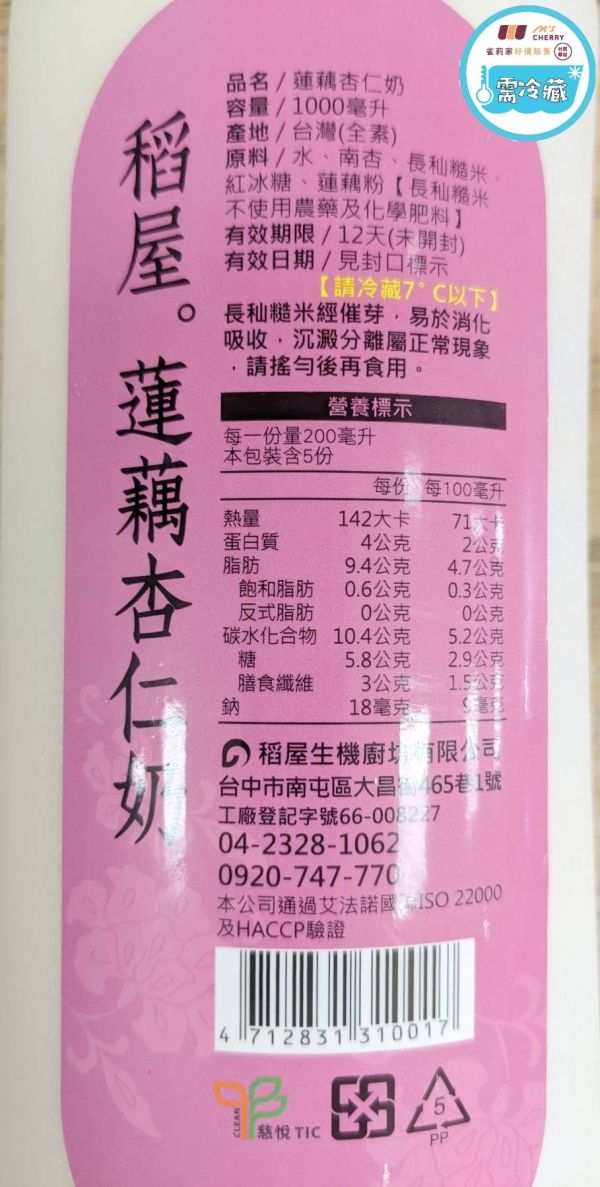 M's
CHERRY
雀莉家好價販售
需冷藏
稻屋。蓮藕杏仁奶
品名/蓮藕杏仁奶
容量/1000毫升
產地/台灣(全素)
原料/水、南杏、長秈糙米、
紅冰糖、蓮藕粉【長秈糙米
不使用農藥及化學肥料】
有效期限/12天(未開封)
有效日期/見封口標示
【請冷藏7°C以下】
長秈糙米經催芽,易於消化
吸收,沉澱分離屬正常現象
,請搖勻後再食用。
營養標示
每一份量200毫升
本包裝含5份
每份 每100毫升
熱量 142大卡 71大卡
蛋白質 4公克 2公克
脂肪 9.4公克 4.7公克
飽和脂肪 0.6公克 0.3公克
反式脂肪 0公克 0公克
碳水化合物 10.4公克 5.2公克
糖 5.8公克 2.9公克
膳食纖維 3公克 1.5公克
鈉 18毫克 9毫克
稻屋生機廚坊有限公司
台中市南屯區大昌街465巷1號
工廠登記字號66-008227
04-2328-1062
0920-747-770
本公司通過艾法諾國際ISO 22000
及HACCP驗證
4 712831 310017
CLEAN
慈悅 TIC
5
PP